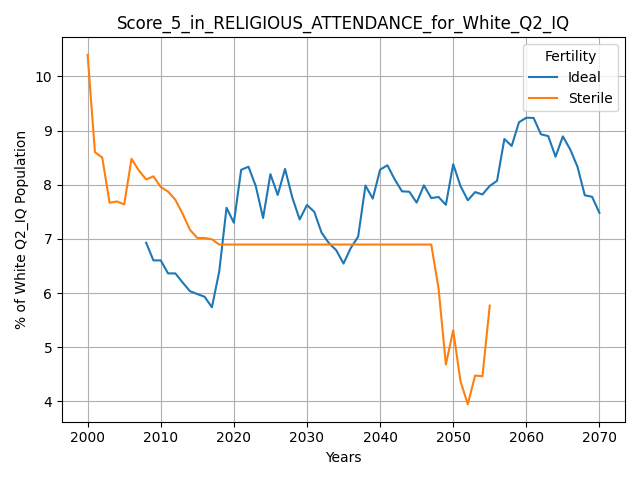 Score_5_in_RELIGIOUS_ATTENDANCE_for_White_Q2_IQ
Fertility
Ideal
Sterile
% of White Q2_IQ Population
10
9
8
7
6
5
4
2000 2010 2020 2030 2040 2050 2060 2070
Years